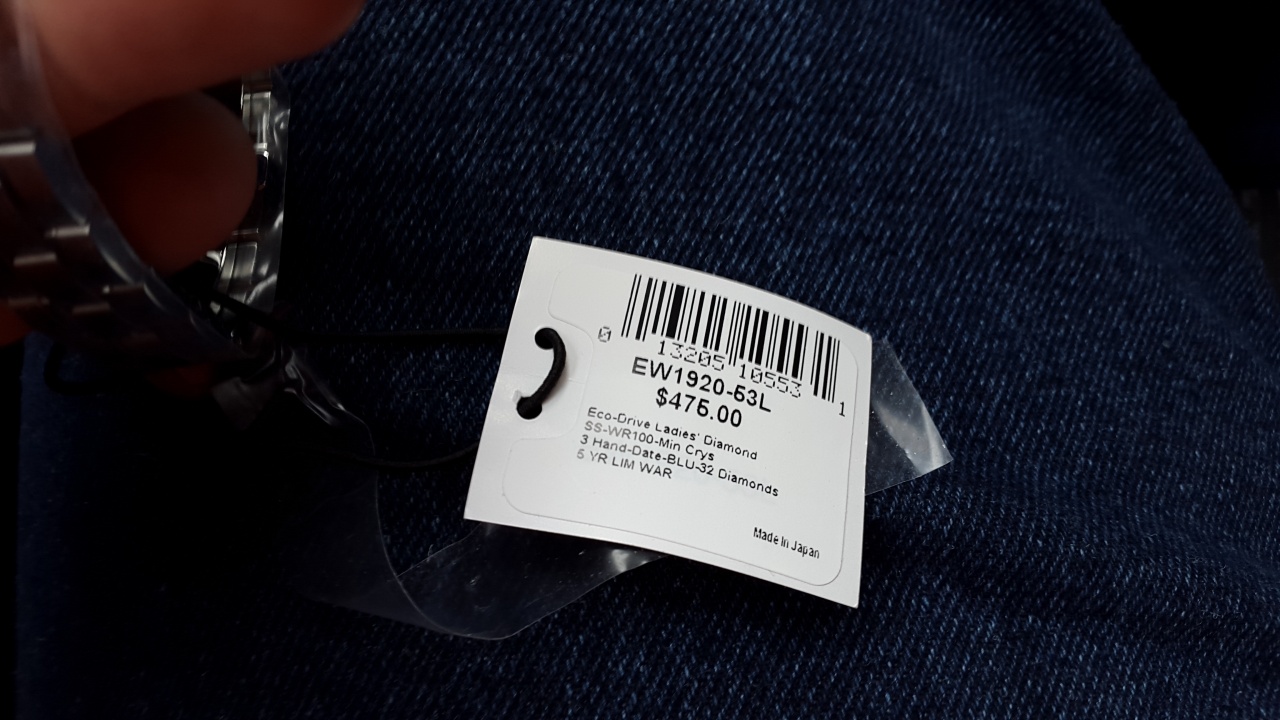 0 13205 10553 1
EW1920-53L
$475.00
Eco-Drive Ladies' Diamond
SS-WR100-Min Crys
3 Hand-Date-BLU-32 Diamonds
5 YR LIM WAR
Made In Japan